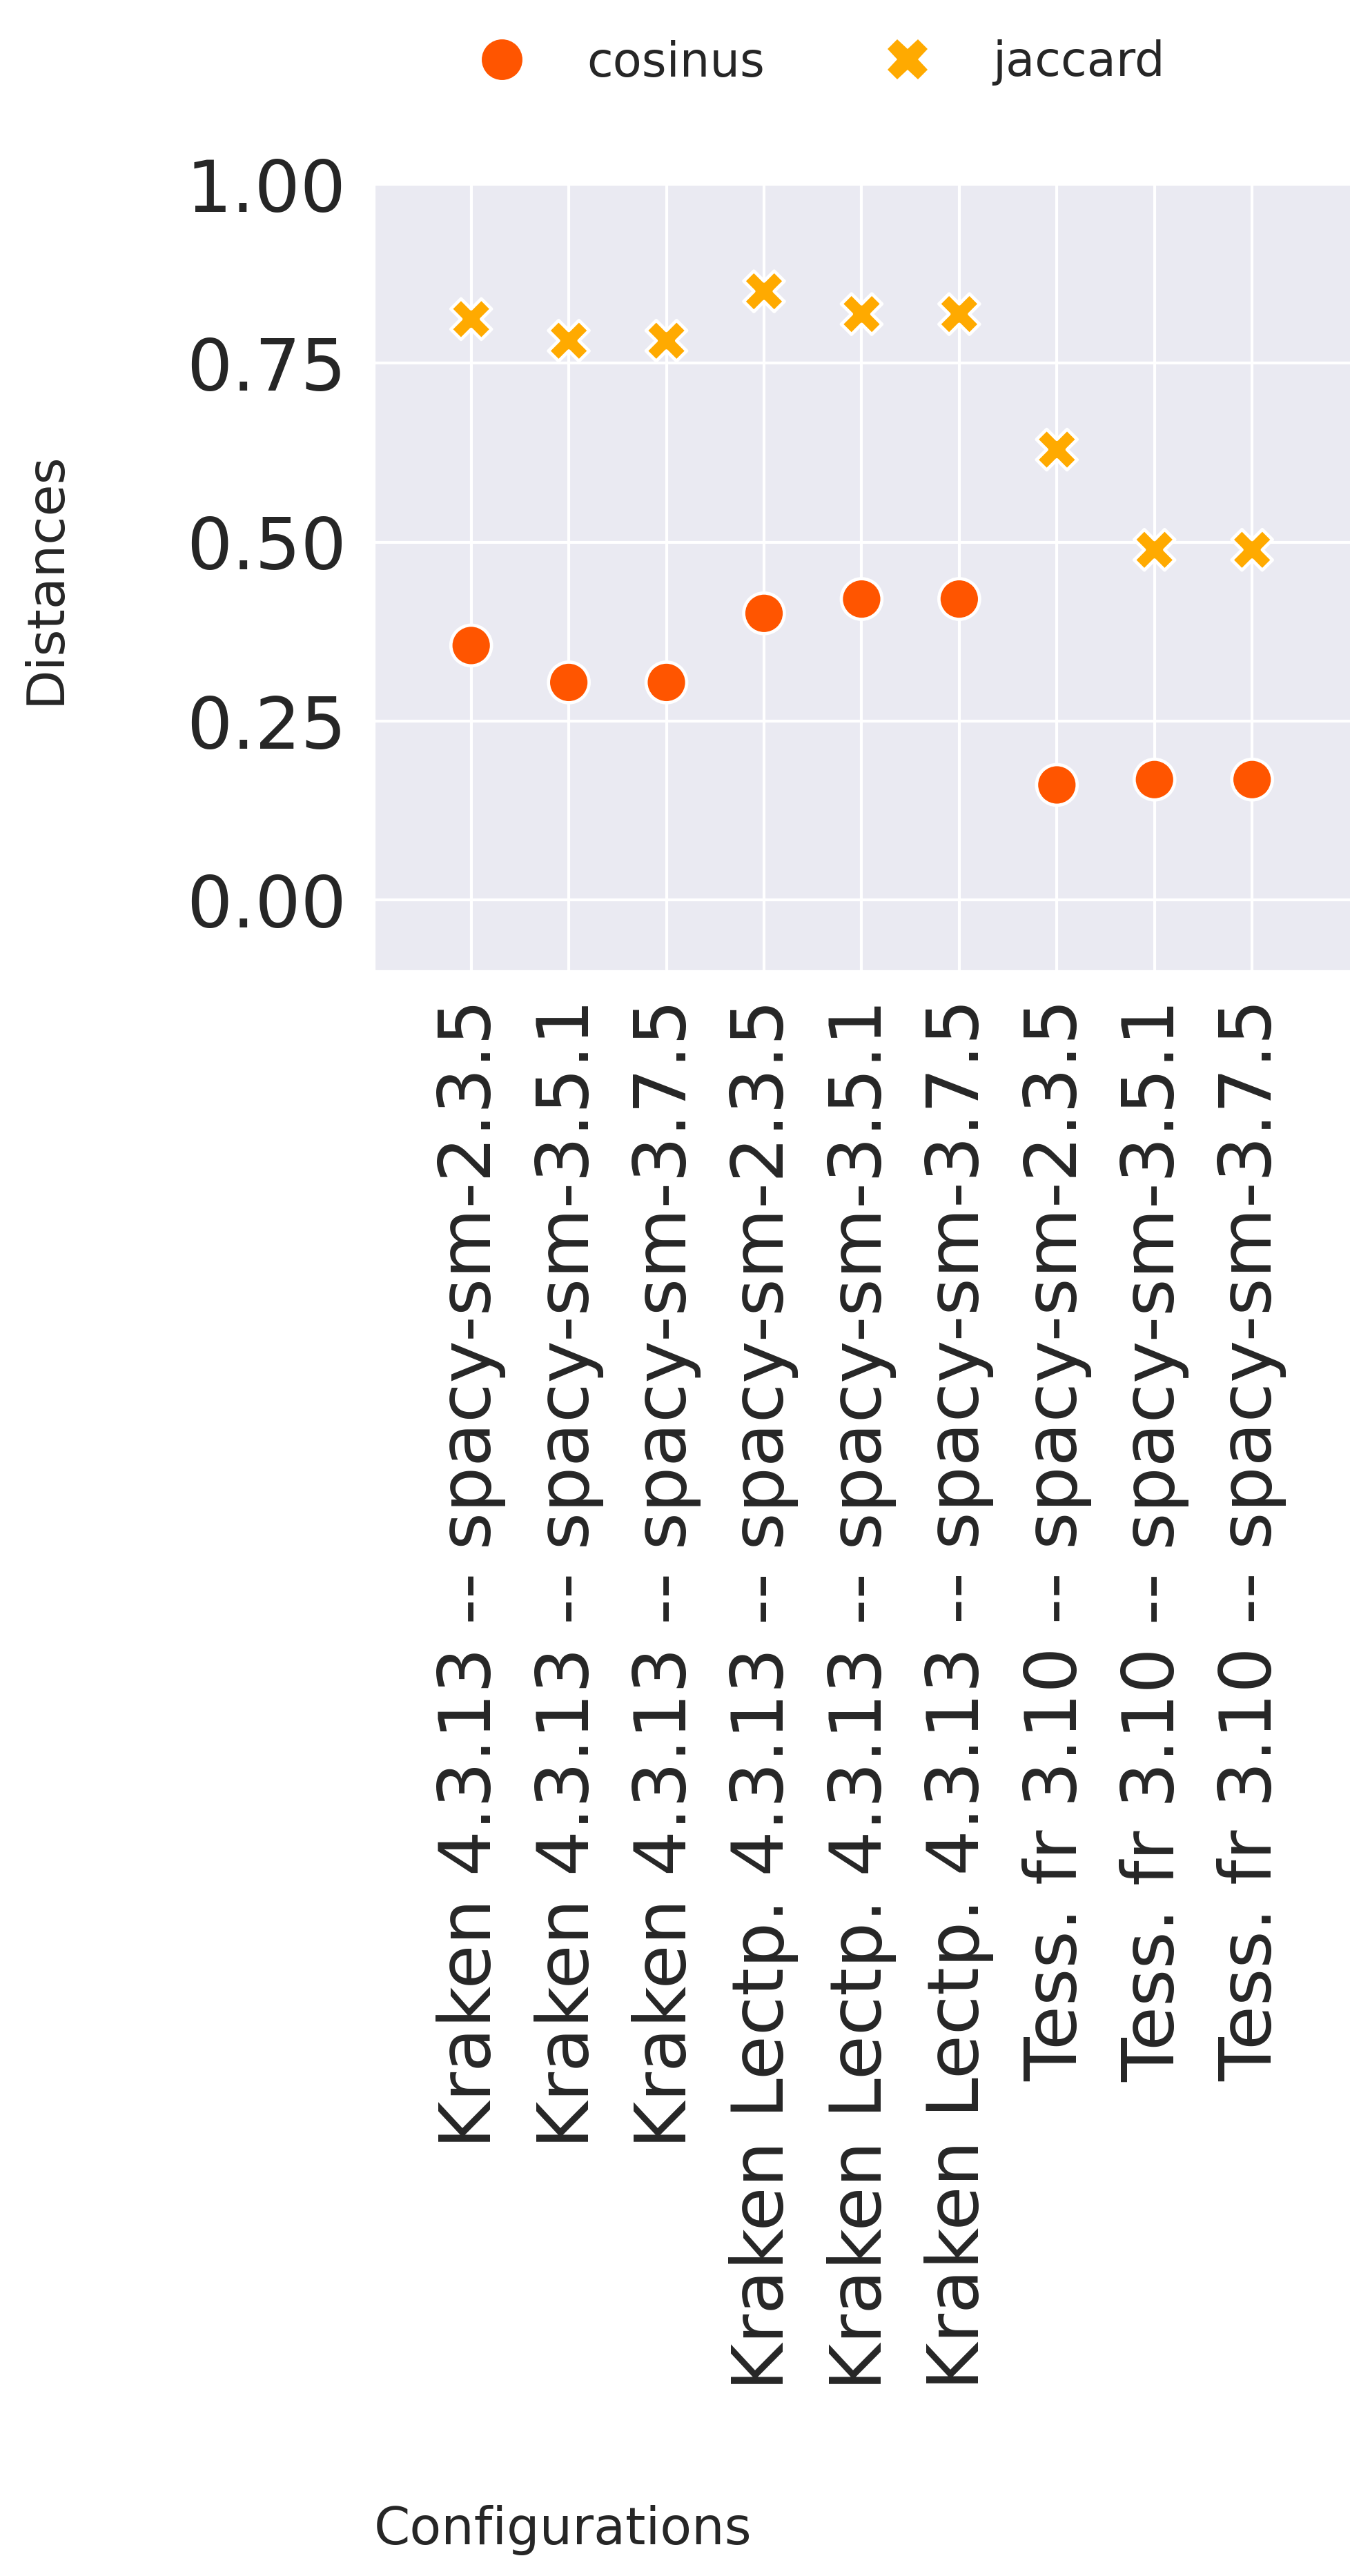 cosinus jaccard
1.00
0.75
0.50
0.25
0.00
Distances
Kraken 4.3.13 -- spacy-sm-2.3.5
Kraken 4.3.13 -- spacy-sm-3.5.1
Kraken 4.3.13 -- spacy-sm-3.7.5
Kraken Lectp. 4.3.13 -- spacy-sm-2.3.5
Kraken Lectp. 4.3.13 -- spacy-sm-3.5.1
Kraken Lectp. 4.3.13 -- spacy-sm-3.7.5
Tess. fr 3.10 -- spacy-sm-2.3.5
Tess. fr 3.10 -- spacy-sm-3.5.1
Tess. fr 3.10 -- spacy-sm-3.7.5
Configurations